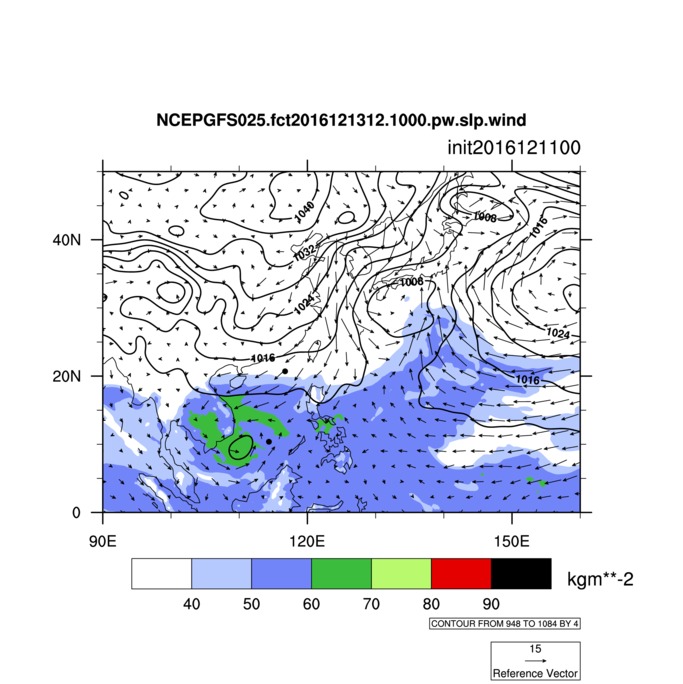 NCEPGFS025.fct2016121312.1000.pw.slp.wind
init2016121100
0
1040
1008
1016
40N
1032
1008
1024
1024
1016
20N
1016
0
90E 120E 150E
40 50 60 70 80 90
kgm**-2
CONTOUR FROM 948 TO 1084 BY 4
15
Reference Vector